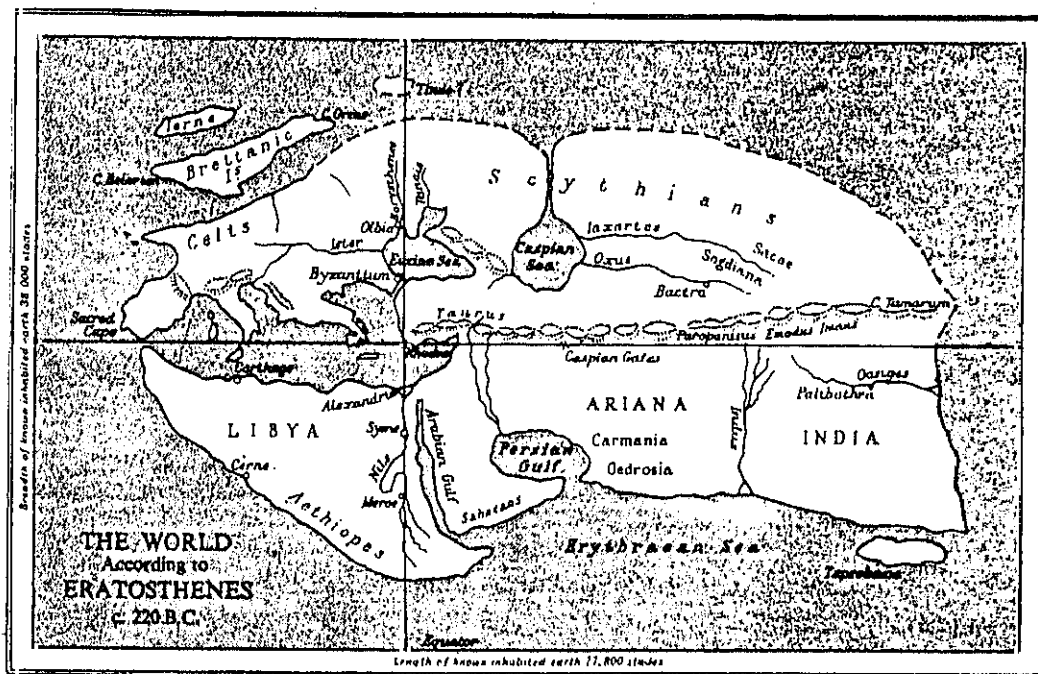 Thule
Ierne
C. Orcas
Brettanic
Is
C. Belerium
Scythians
Borysthenes
Tanais
Celts
Olbia
Ister
Euxine Sea
Byzantium
Caspian
Sea
Iaxartes
Oxus
Sacae
Sogdiana
Bactra
Sacred
Cape
Taurus
C. Tamarum
Paropanisus Emodus Imaus
Rhodes
Caspian Gates
Carthage
Alexandria
Ganges
Palibothra
LIBYA
Syene
Arabian Gulf
ARIANA
INDIA
Indus
Persian
Gulf
Carmania
Gedrosia
Cerne
Nile
Meroe
Sabaeans
Aethiopes
Erythraean Sea
Taprobane
THE WORLD
According to
ERATOSTHENES
c. 220 B.C.
Equator
Breadth of known inhabited earth 38 000 stades
Length of known inhabited earth 77,800 stades